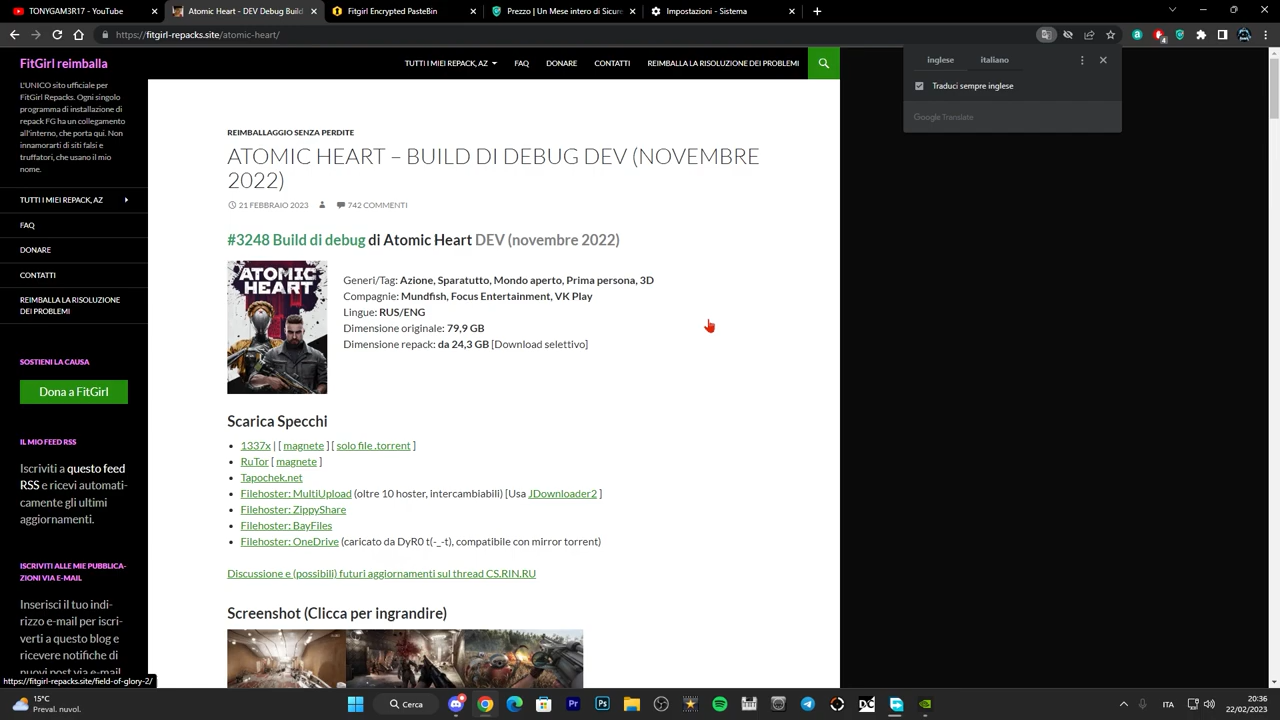 YouTube
Atomic Heart - DEV Build
Fitgirl Atomic
Menu di Malware di Sicure
Impostazioni - Sistema
https://fitgirl-repacks.site/atomic-heart/
FitGirl reimballa
TUTTI I MIEI REPACK, AZ
FAQ
DONARE
CONTATTI
REIMBALLA LA RISOLUZIONE DEI PROBLEMI
inglese
italiano
Traduci sempre inglese
Google Translate
L'UNICO sito ufficiale per
FitGirl Repacks. Ogni singolo
programma di installazione di
repack FG ha un collegamento
all'interno, che porta qui. Non
innamorarti di siti falsi e
truffatori, che usano il mio
nome.
TUTTI I MIEI REPACK, AZ
FAQ
DONARE
CONTATTI
REIMBALLA LA RISOLUZIONE
DEI PROBLEMI
SOSTIENI LA CAUSA
Dona a FitGirl
IL MIO FEED RSS
Iscriviti a questo feed
RSS e ricevi automati-
camente gli ultimi
aggiornamenti.
ISCRIVITI ALLE MIE PUBBLICA-
ZIONI VIA E-MAIL
Inserisci il tuo indi-
rizzo e-mail per iscri-
verti a questo blog e
ricevere notifiche di
REIMBALLAGGIO SENZA PERDITE
ATOMIC HEART – BUILD DI DEBUG DEV (NOVEMBRE
2022)
21 FEBBRAIO 2023
742 COMMENTI
#3248 Build di debug di Atomic Heart DEV (novembre 2022)
ATOMIC
HEART
Generi/Tag: Azione, Sparatutto, Mondo aperto, Prima persona, 3D
Compagnie: Mundfish, Focus Entertainment, VK Play
Lingue: RUS/ENG
Dimensione originale: 79,9 GB
Dimensione repack: da 24,3 GB [Download selettivo]
Scarica Specchi
1337x | [ magnete ] [ solo file .torrent ]
RuTor [ magnete ]
Tapochek.net
Filehoster: MultiUpload (oltre 10 hoster, intercambiabili) [Usa JDownloader2 ]
Filehoster: ZippyShare
Filehoster: BayFiles
Filehoster: OneDrive (caricato da DyR0 t(-_-t), compatibile con mirror torrent)
Discussione e (possibili) futuri aggiornamenti sul thread CS.RIN.RU
Screenshot (Clicca per ingrandire)
https://fitgirl-repacks.site/field-of-glory-2/
15°C
Preval. nuvol.
Cerca
ITA
20:36
22/02/2023